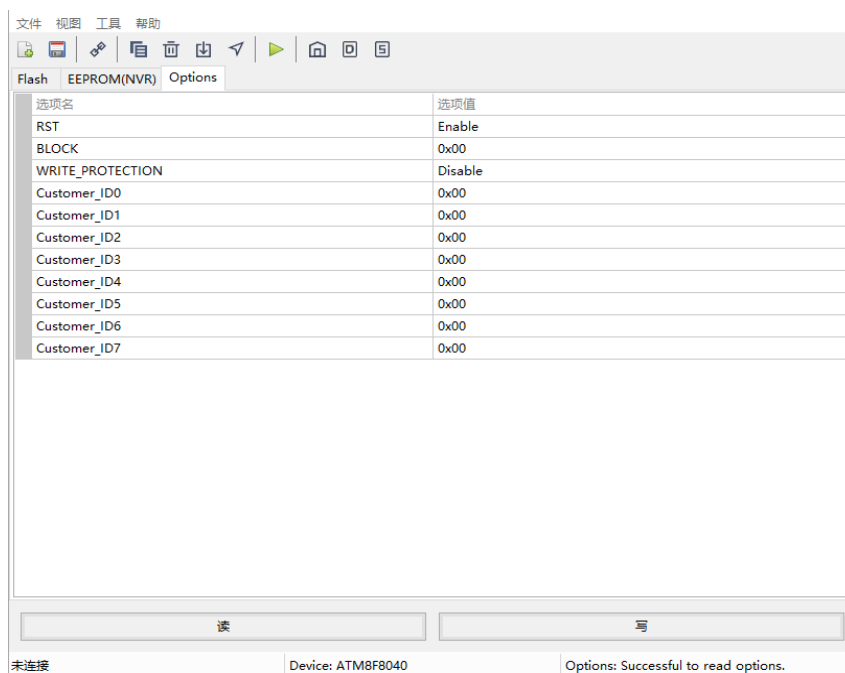 文件 视图 工具 帮助
D S
Flash EEPROM(NVR) Options
选项名 选项值
RST Enable
BLOCK 0x00
WRITE_PROTECTION Disable
Customer_ID0 0x00
Customer_ID1 0x00
Customer_ID2 0x00
Customer_ID3 0x00
Customer_ID4 0x00
Customer_ID5 0x00
Customer_ID6 0x00
Customer_ID7 0x00
读 写
未连接 Device: ATM8F8040 Options: Successful to read options.